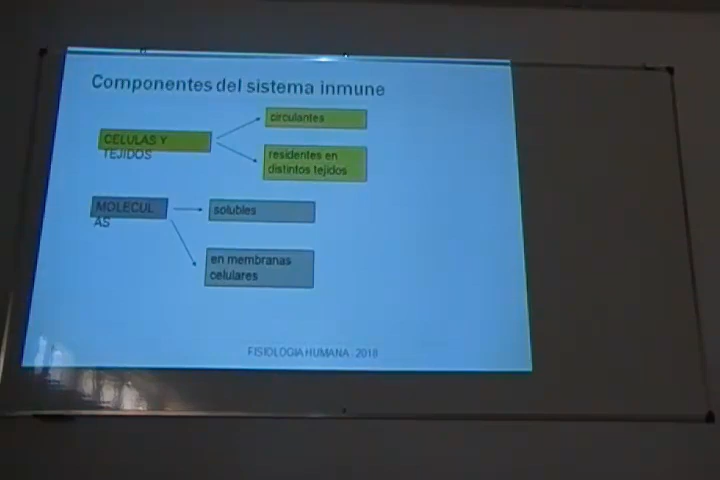 Componentes del sistema inmune
circulantes
CELULAS Y
TEJIDOS
residentes en
distintos tejidos
MOLECUL
AS
solubles
en membranas
celulares
FISIOLOGIA HUMANA . 2018